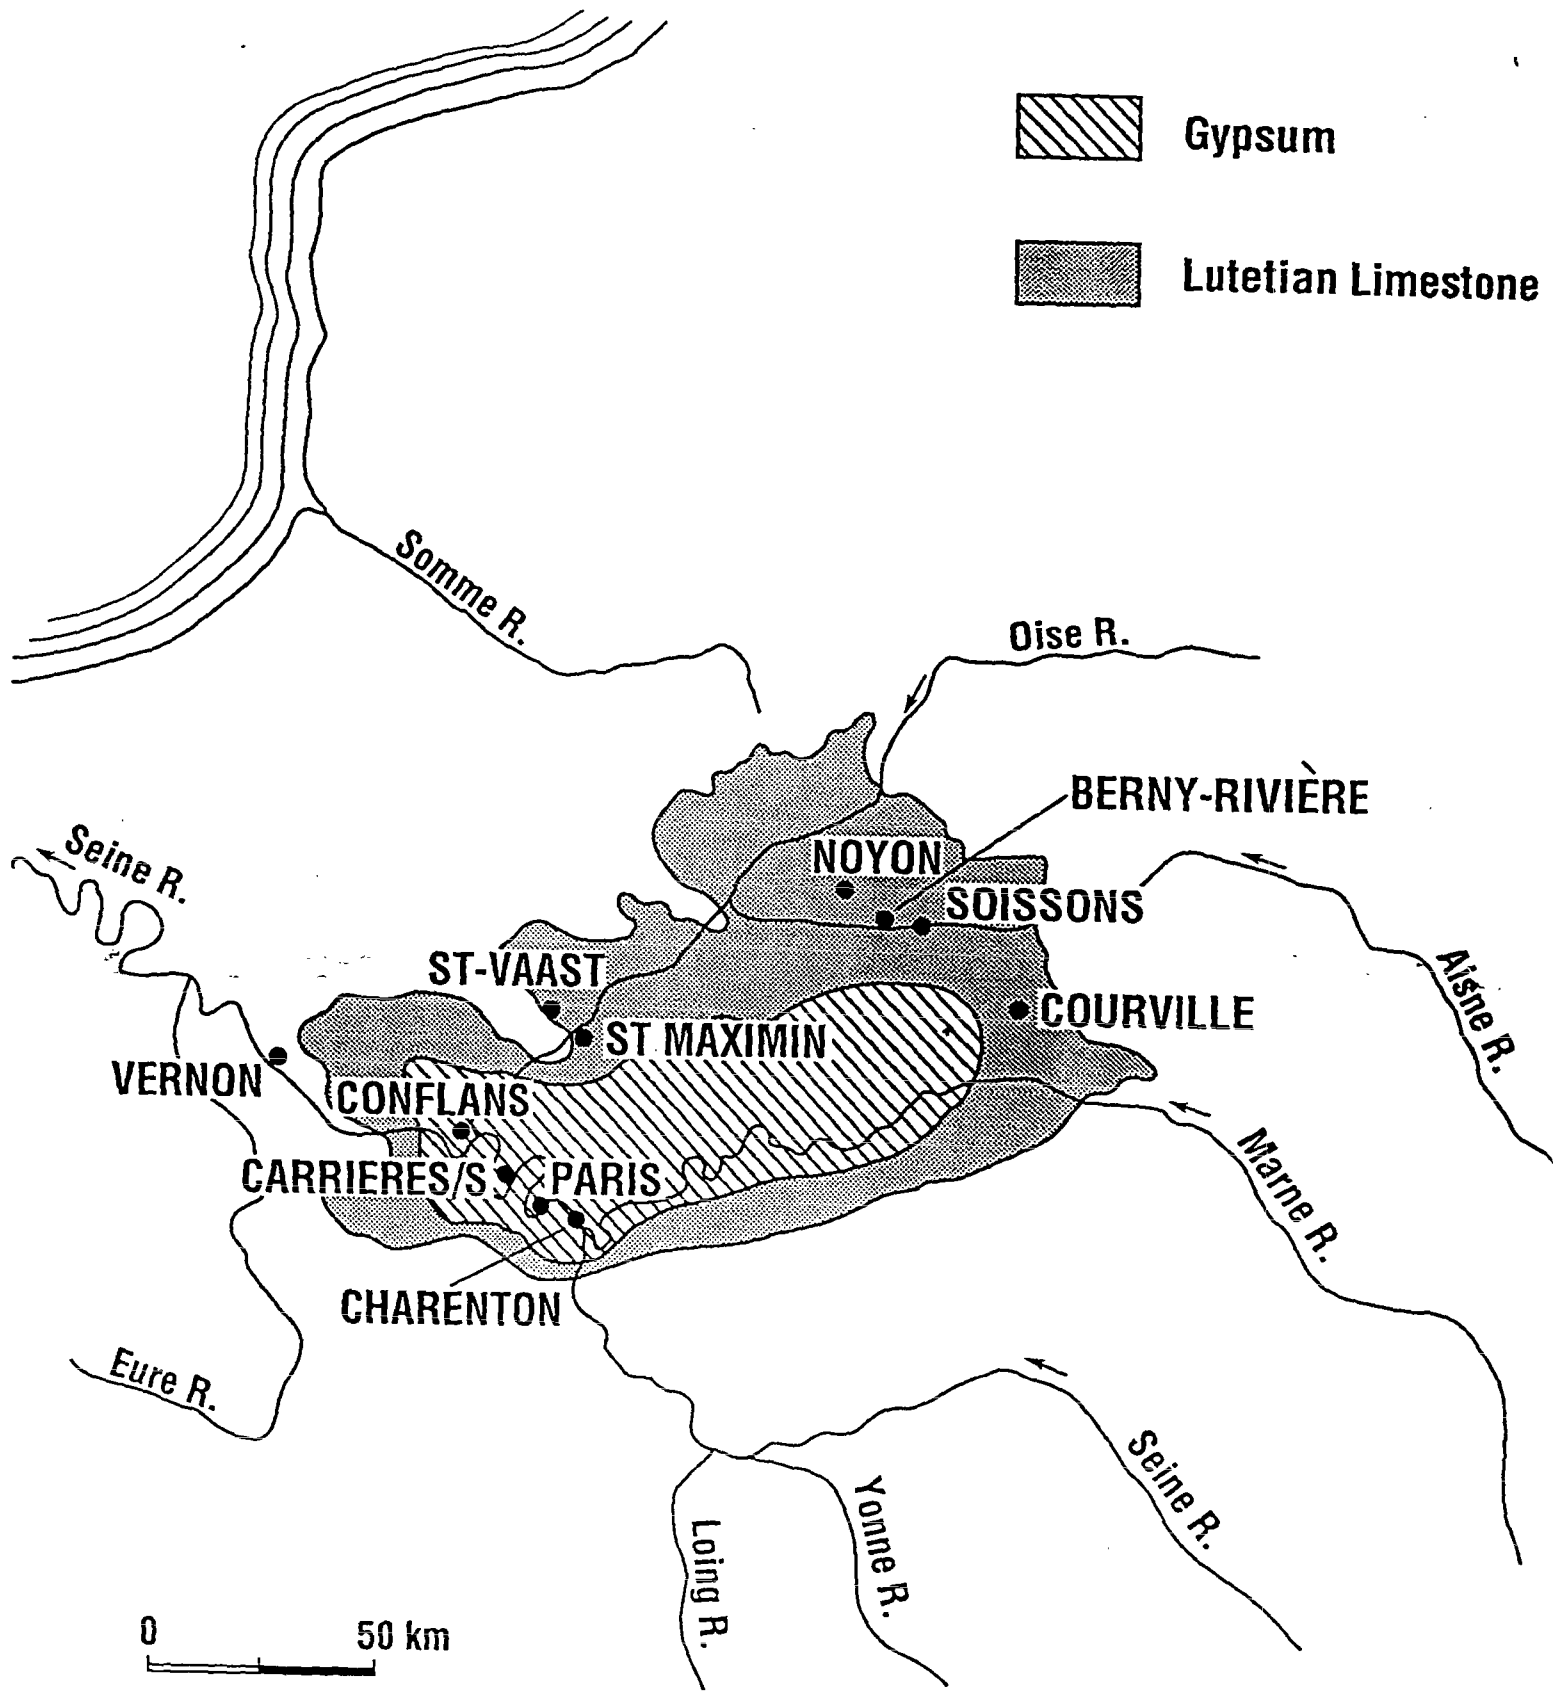 Gypsum
Lutetian Limestone
Somme R.
Oise R.
BERNY-RIVIÈRE
Seine R.
NOYON
SOISSONS
ST-VAAST
Aisne R.
COURVILLE
ST MAXIMIN
VERNON
CONFLANS
CARRIERES/S
PARIS
Marne R.
CHARENTON
Eure R.
Seine R.
Yonne R.
Loing R.
0 50 km